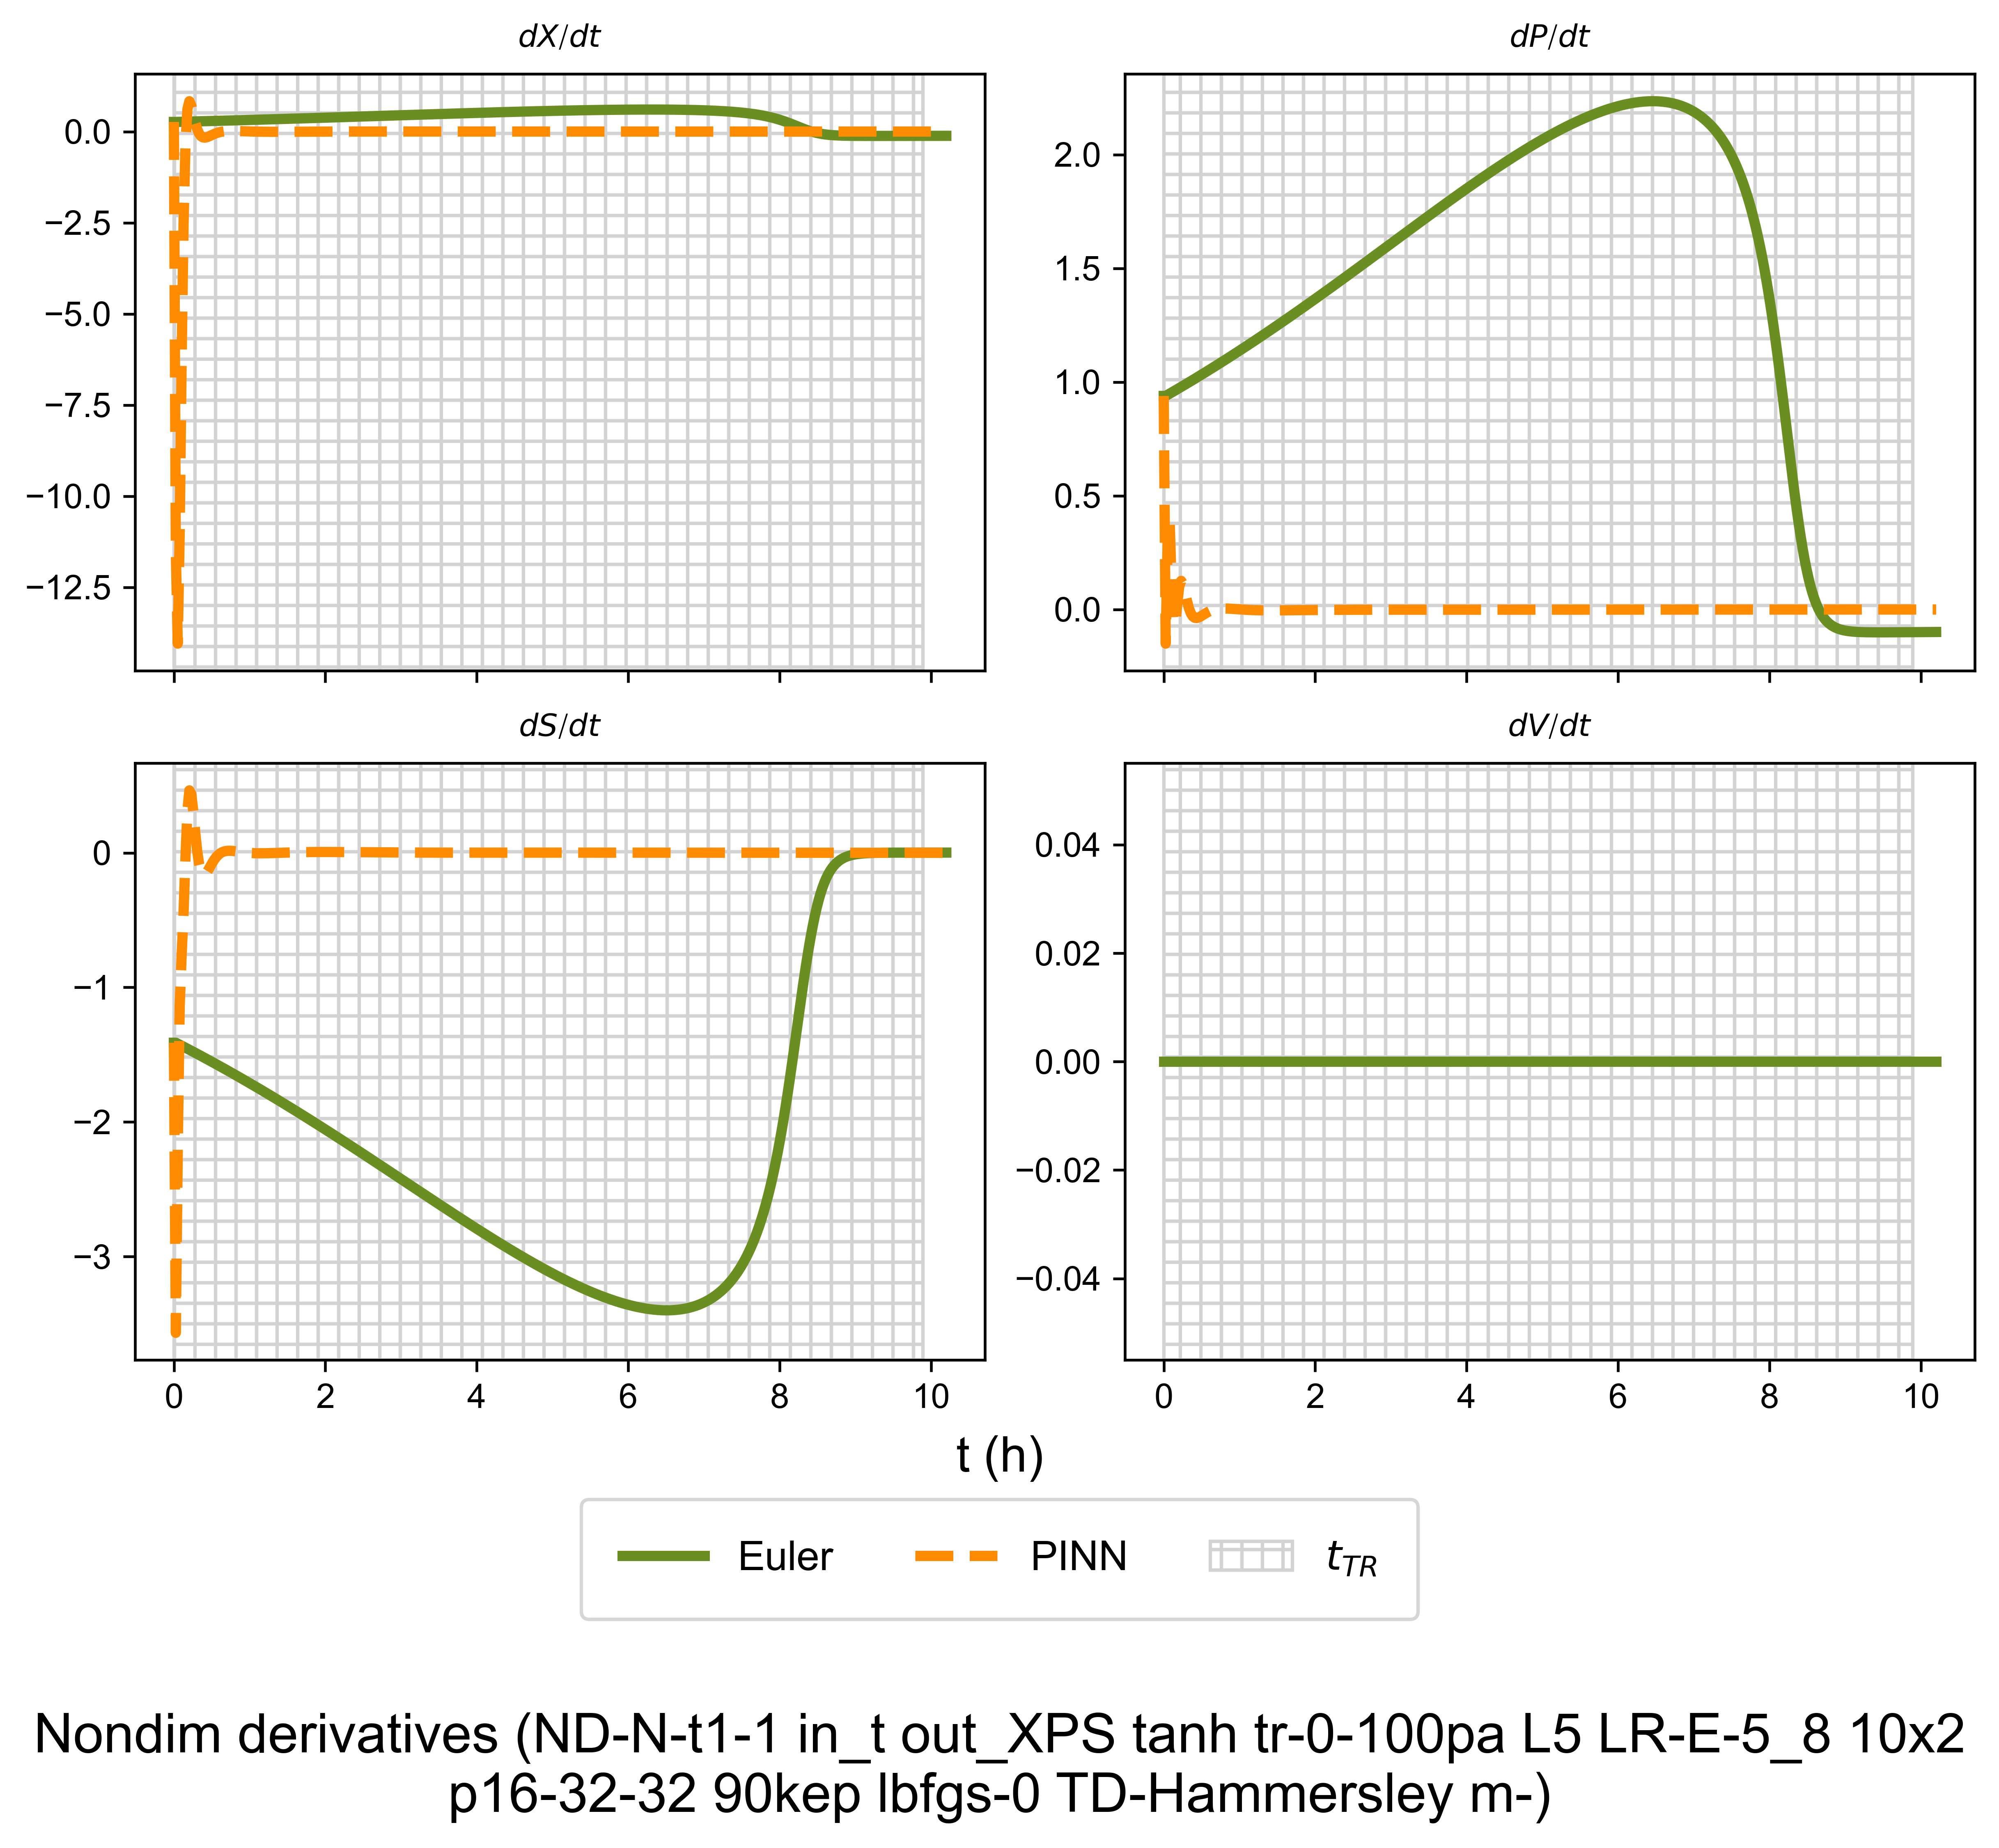 dX/dt
dP/dt
0.0
−2.5
−5.0
−7.5
−10.0
−12.5
2.0
1.5
1.0
0.5
0.0
dS/dt
dV/dt
0
−1
−2
−3
0.04
0.02
0.00
−0.02
−0.04
0 2 4 6 8 10
0 2 4 6 8 10
t (h)
Euler PINN t_TR
Nondim derivatives (ND-N-t1-1 in_t out_XPS tanh tr-0-100pa L5 LR-E-5_8 10x2
p16-32-32 90kep lbfgs-0 TD-Hammersley m-)